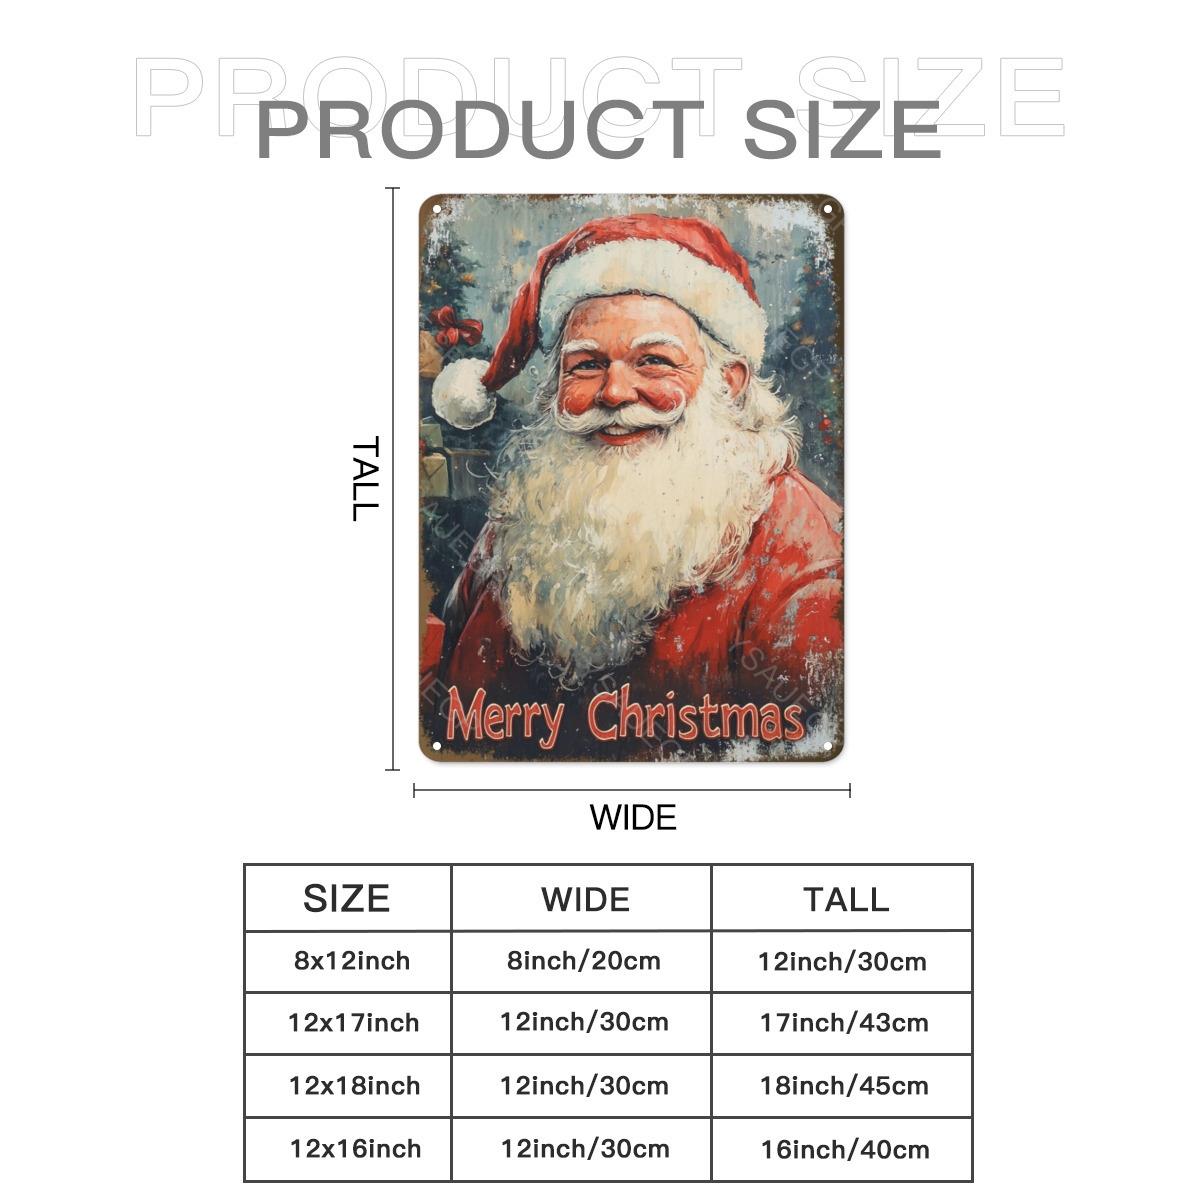 PRODUCT SIZE
PRODUCT SIZE
TALL
Merry Christmas
WIDE
SIZE WIDE TALL
8x12inch 8inch/20cm 12inch/30cm
12x17inch 12inch/30cm 17inch/43cm
12x18inch 12inch/30cm 18inch/45cm
12x16inch 12inch/30cm 16inch/40cm